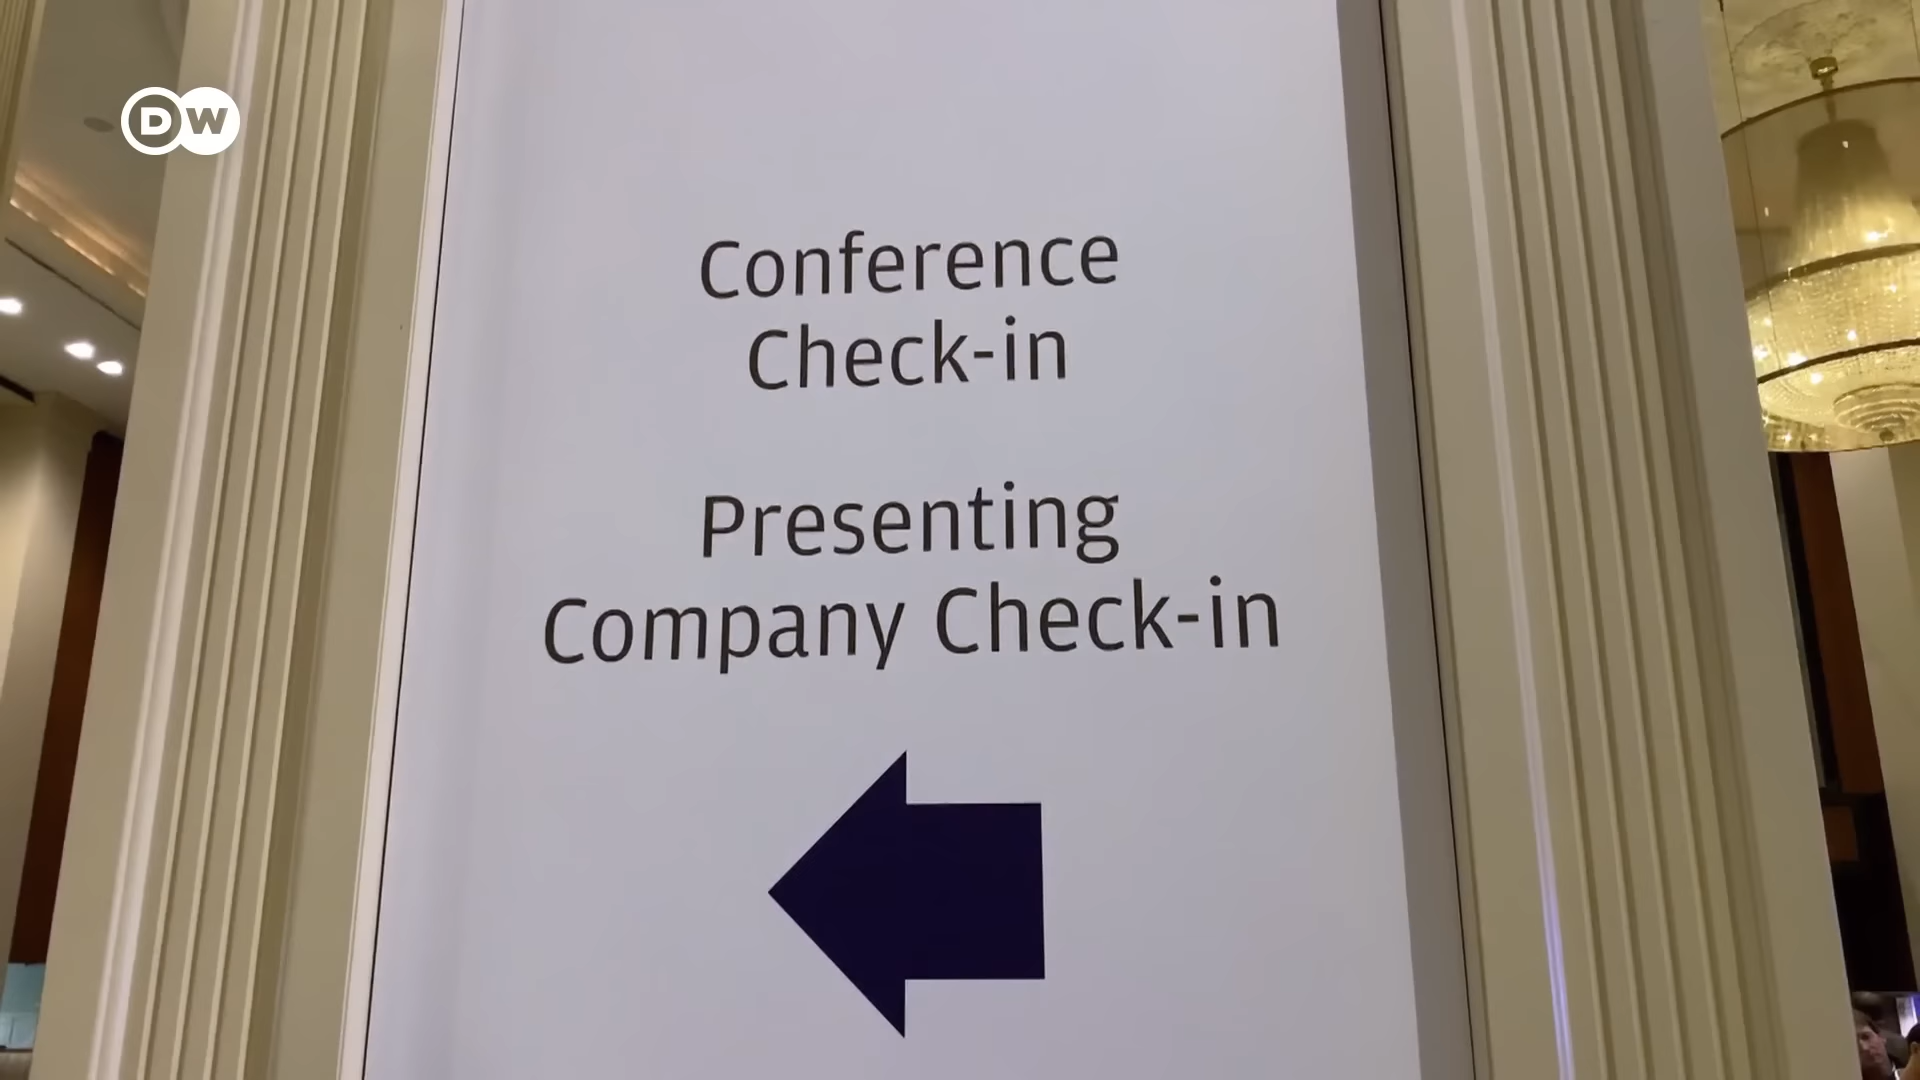 DW
Conference
Check-in
Presenting
Company Check-in